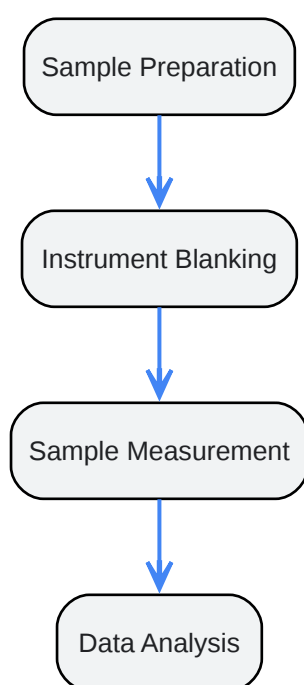 Sample Preparation
Instrument Blanking
Sample Measurement
Data Analysis